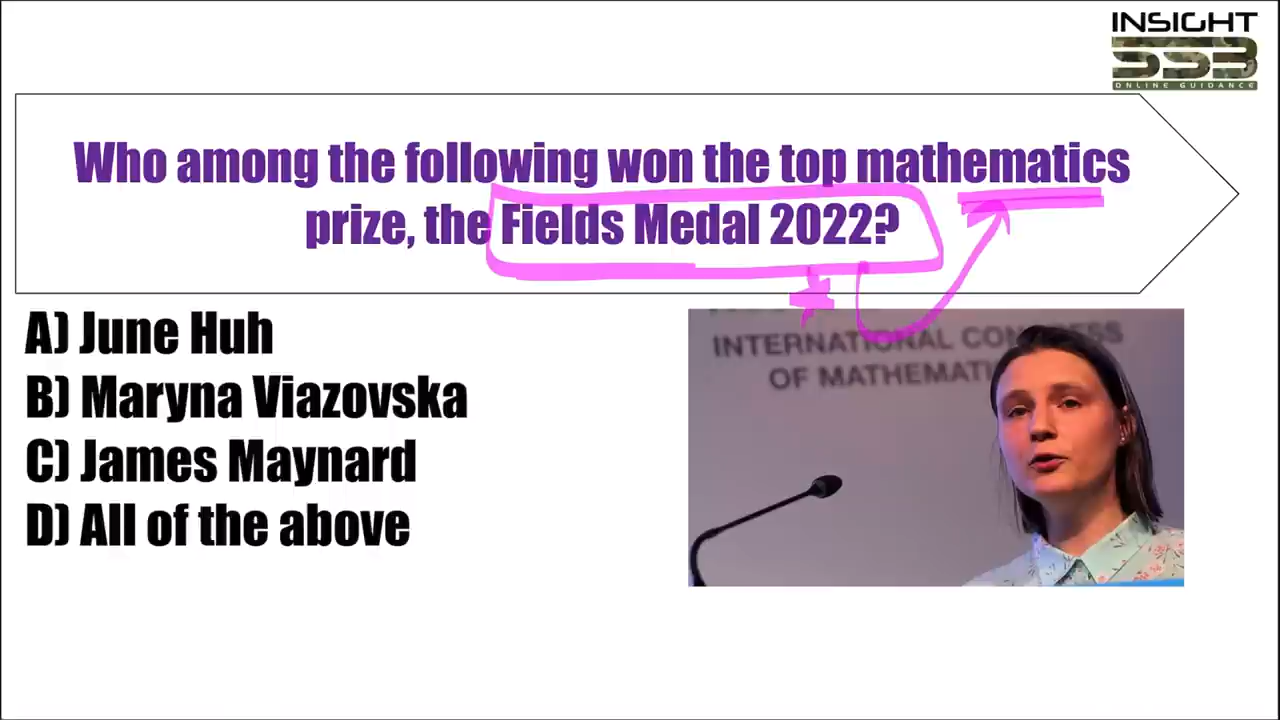 INSIGHT
SSB
ONLINE GUIDANCE
Who among the following won the top mathematics
prize, the Fields Medal 2022?
A) June Huh
B) Maryna Viazovska
C) James Maynard
D) All of the above
INTERNATIONAL CONGRESS
OF MATHEMATI